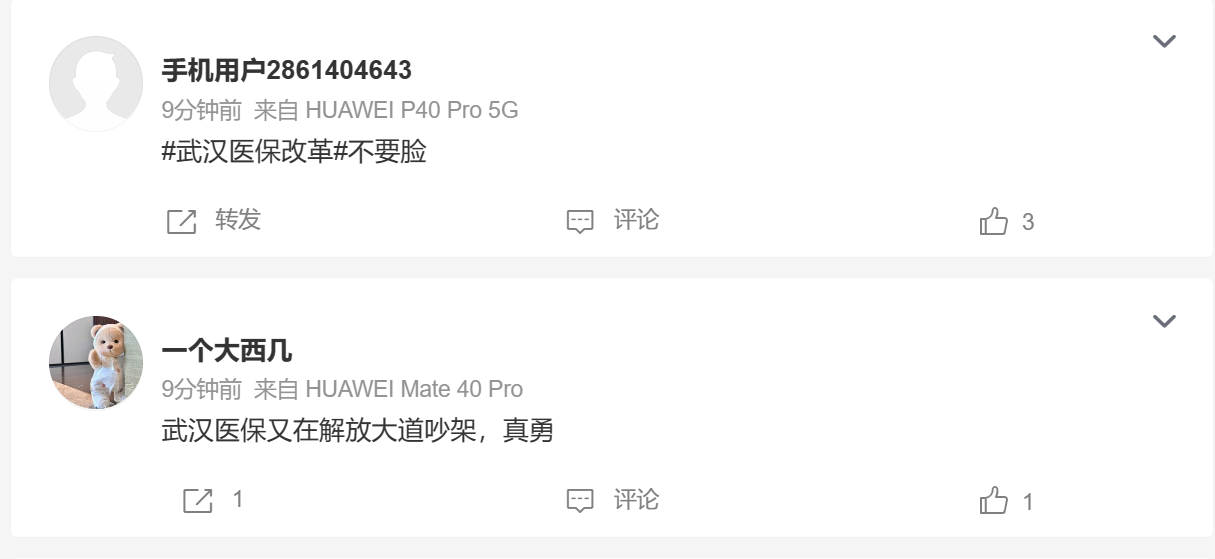 手机用户2861404643
9分钟前 来自 HUAWEI P40 Pro 5G
#武汉医保改革#不要脸
转发 评论 3
一个大西几
9分钟前 来自 HUAWEI Mate 40 Pro
武汉医保又在解放大道吵架，真勇
1 评论 1